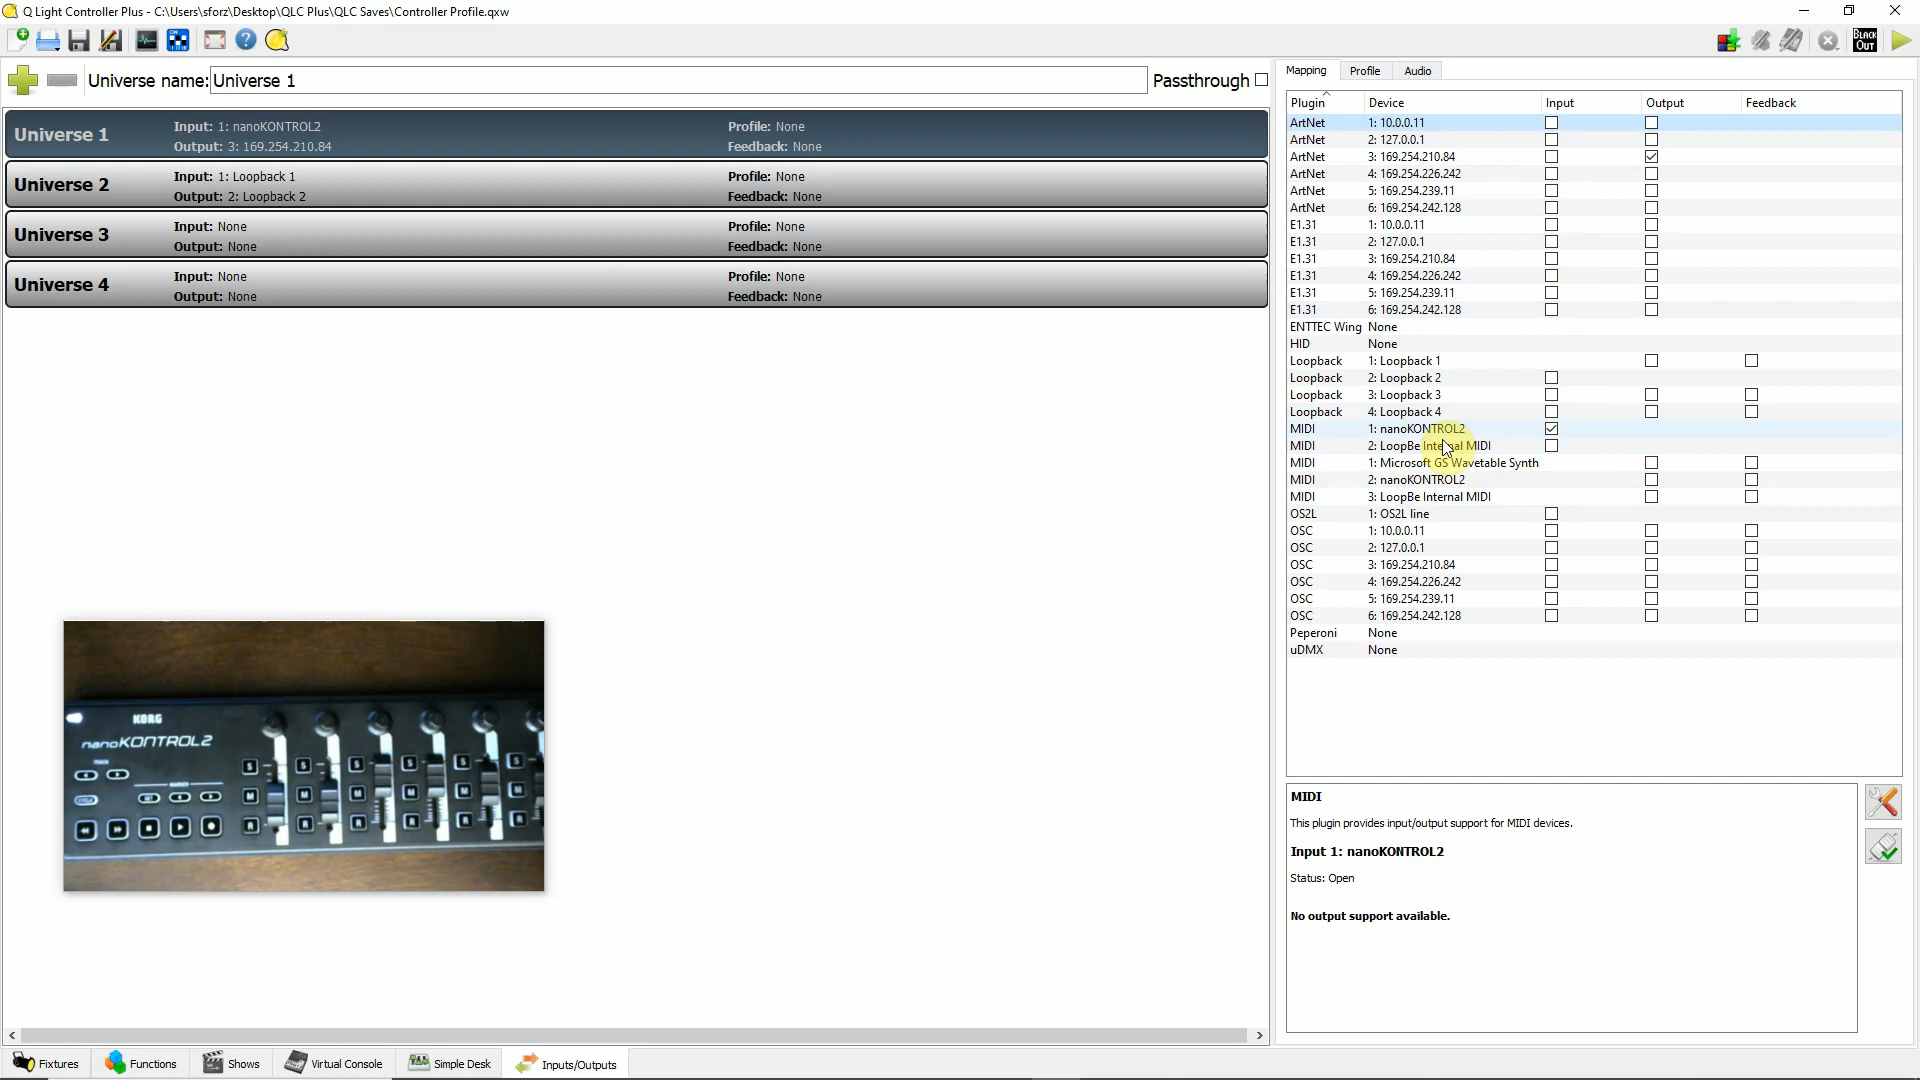 Q Light Controller Plus - C:\Users\sforz\Desktop\QLC Plus\QLC Saves\Controller Profile.qxw
BLACK OUT
Universe name: Universe 1 Passthrough
Universe 1
Input: 1: nanoKONTROL2
Output: 3: 169.254.210.84
Profile: None
Feedback: None
Universe 2
Input: 1: Loopback 1
Output: 2: Loopback 2
Profile: None
Feedback: None
Universe 3
Input: None
Output: None
Profile: None
Feedback: None
Universe 4
Input: None
Output: None
Profile: None
Feedback: None
KORG
nanoKONTROL2
TRACK
MARKER
CYCLE
SET
S S S S S S
M M M M M M
R R R R R R
Mapping Profile Audio
Plugin Device Input Output Feedback
ArtNet 1: 10.0.0.11
ArtNet 2: 127.0.0.1
ArtNet 3: 169.254.210.84
ArtNet 4: 169.254.226.242
ArtNet 5: 169.254.239.11
ArtNet 6: 169.254.242.128
E1.31 1: 10.0.0.11
E1.31 2: 127.0.0.1
E1.31 3: 169.254.210.84
E1.31 4: 169.254.226.242
E1.31 5: 169.254.239.11
E1.31 6: 169.254.242.128
ENTTEC Wing None
HID None
Loopback 1: Loopback 1
Loopback 2: Loopback 2
Loopback 3: Loopback 3
Loopback 4: Loopback 4
MIDI 1: nanoKONTROL2
MIDI 2: LoopBe Internal MIDI
MIDI 1: Microsoft GS Wavetable Synth
MIDI 2: nanoKONTROL2
MIDI 3: LoopBe Internal MIDI
OS2L 1: OS2L line
OSC 1: 10.0.0.11
OSC 2: 127.0.0.1
OSC 3: 169.254.210.84
OSC 4: 169.254.226.242
OSC 5: 169.254.239.11
OSC 6: 169.254.242.128
Peperoni None
uDMX None
MIDI
This plugin provides input/output support for MIDI devices.
Input 1: nanoKONTROL2
Status: Open
No output support available.
Fixtures Functions Shows Virtual Console Simple Desk Inputs/Outputs